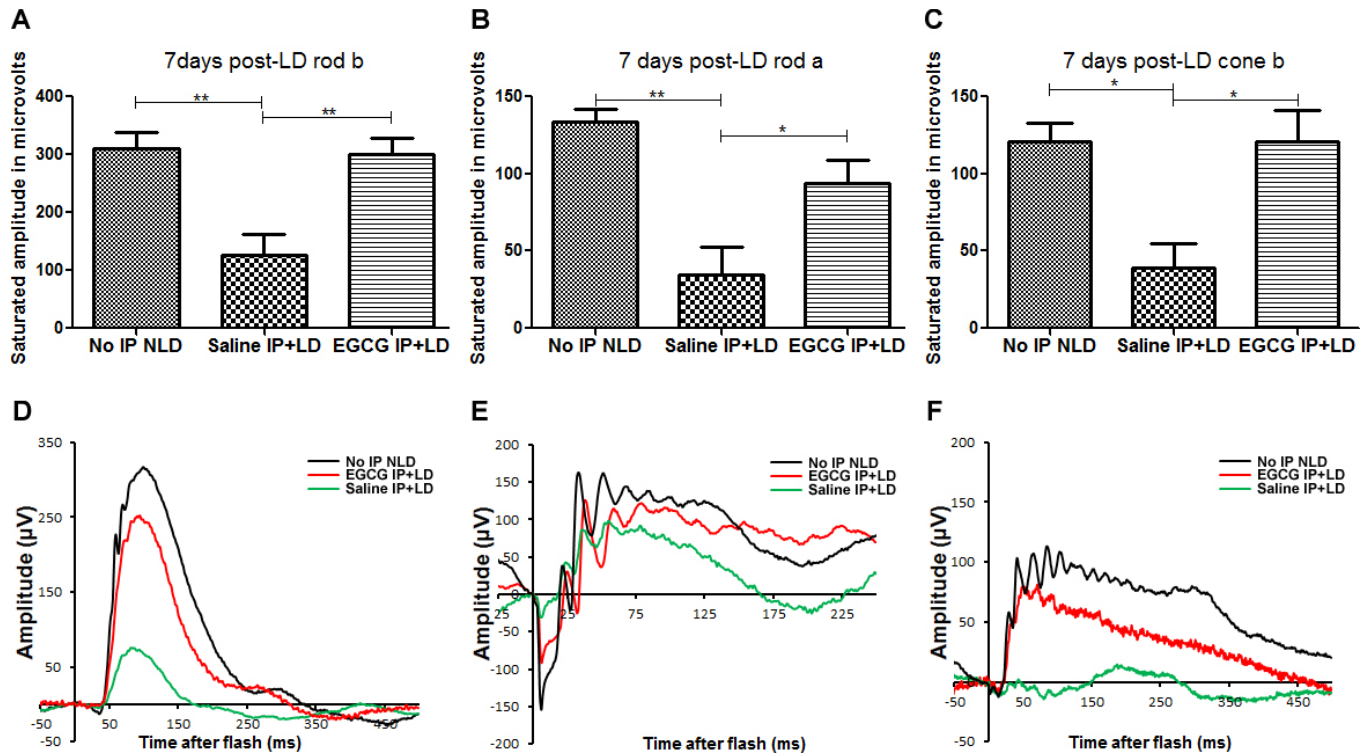 A
7days post-LD rod b
Saturated amplitude in microvolts
400
300
200
100
0
**
**
No IP NLD
Saline IP+LD
EGCG IP+LD
B
7 days post-LD rod a
Saturated amplitude in microvolts
150
100
50
0
**
*
No IP NLD
Saline IP+LD
EGCG IP+LD
C
7 days post-LD cone b
Saturated amplitude in microvolts
150
100
50
0
*
*
No IP NLD
Saline IP+LD
EGCG IP+LD
D
Amplitude (µV)
350
250
150
50
-50
-50
50
150
250
350
450
No IP NLD
EGCG IP+LD
Saline IP+LD
Time after flash (ms)
E
Amplitude (µV)
200
150
100
50
0
-50
-100
-150
-200
25
25
75
125
175
225
No IP NLD
EGCG IP+LD
Saline IP+LD
Time after flash (ms)
F
Amplitude (µV)
200
150
100
50
-50
-50
50
150
250
350
450
No IP NLD
EGCG IP+LD
Saline IP+LD
Time after flash (ms)